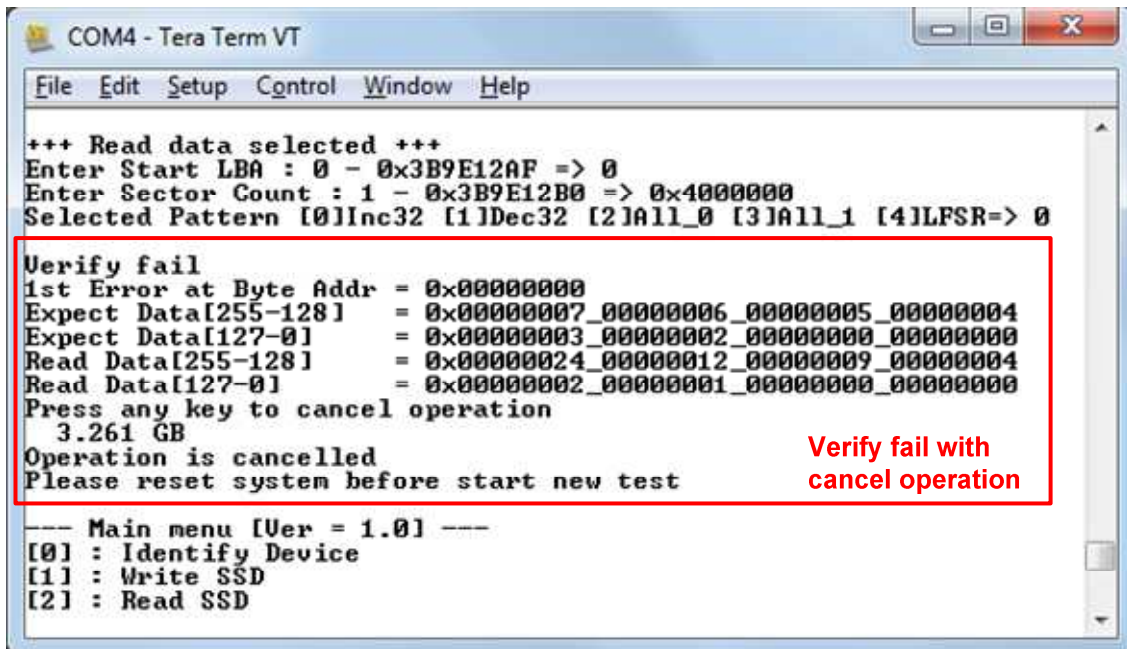 COM4 - Tera Term VT
File Edit Setup Control Window Help
+++ Read data selected +++
Enter Start LBA : 0 - 0x3B9E12AF => 0
Enter Sector Count : 1 - 0x3B9E12B0 => 0x4000000
Selected Pattern [0]Inc32 [1]Dec32 [2]All_0 [3]All_1 [4]LFSR=> 0
Verify fail
1st Error at Byte Addr = 0x00000000
Expect Data[255-128] = 0x00000007_00000006_00000005_00000004
Expect Data[127-0] = 0x00000003_00000002_00000000_00000000
Read Data[255-128] = 0x00000024_00000012_00000009_00000004
Read Data[127-0] = 0x00000002_00000001_00000000_00000000
Press any key to cancel operation
3.261 GB
Operation is cancelled
Please reset system before start new test
Verify fail with
cancel operation
--- Main menu [Ver = 1.0] ---
[0] : Identify Device
[1] : Write SSD
[2] : Read SSD